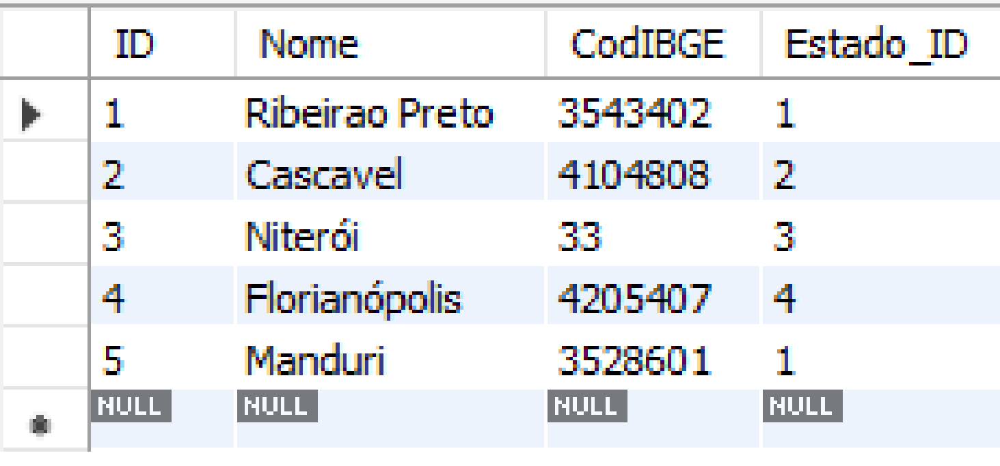 ID Nome CodIBGE Estado_ID
1 Ribeirao Preto 3543402 1
2 Cascavel 4104808 2
3 Niterói 33 3
4 Florianópolis 4205407 4
5 Manduri 3528601 1
NULL NULL NULL NULL